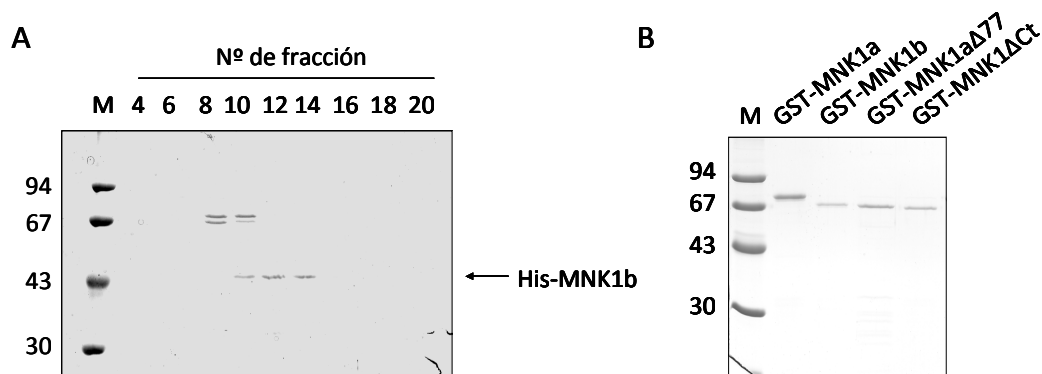 A
Nº de fracción
M 4 6 8 10 12 14 16 18 20
94
67
43
30
His-MNK1b
B
M GST-MNK1a GST-MNK1b GST-MNK1aΔ77 GST-MNK1ΔCt
94
67
43
30